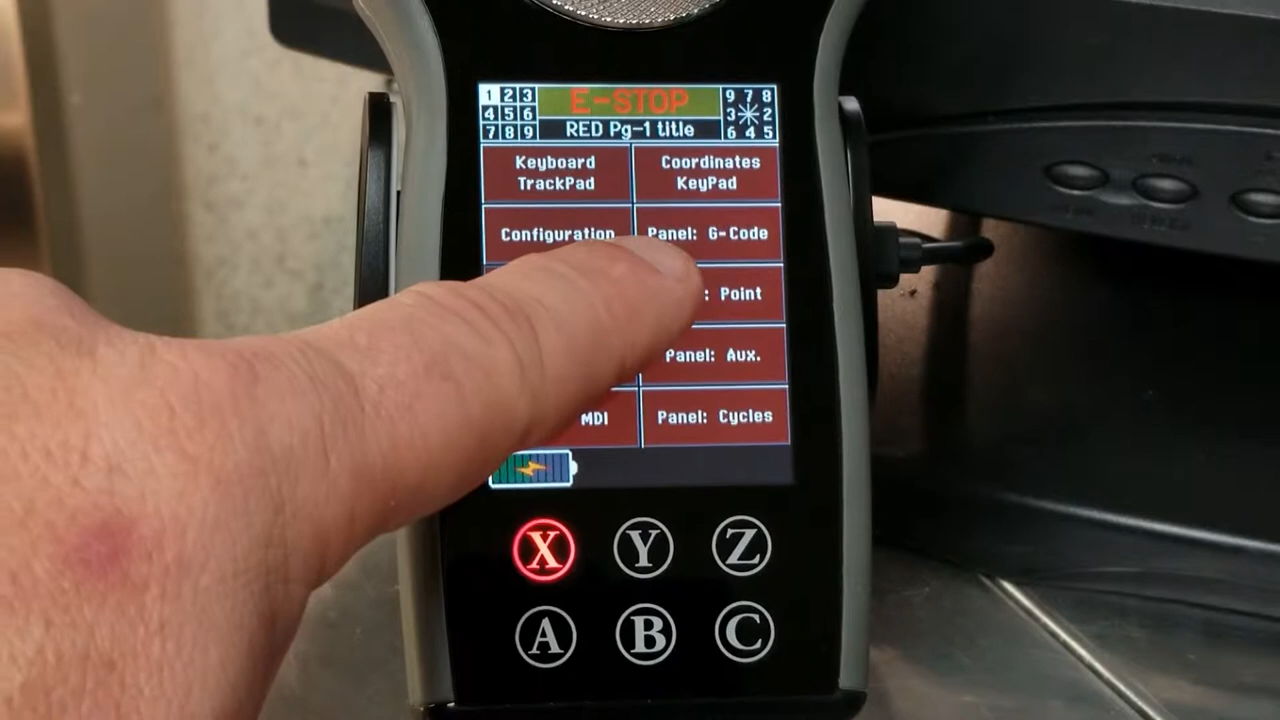 1 2 3
4 5 6
7 8 9
E-STOP
RED Pg-1 title
9 7 8
3 2
6 4 5
Keyboard
TrackPad
Coordinates
KeyPad
Configuration
Panel: G-Code
: Point
Panel: Aux.
MDI
Panel: Cycles
X Y Z
A B C